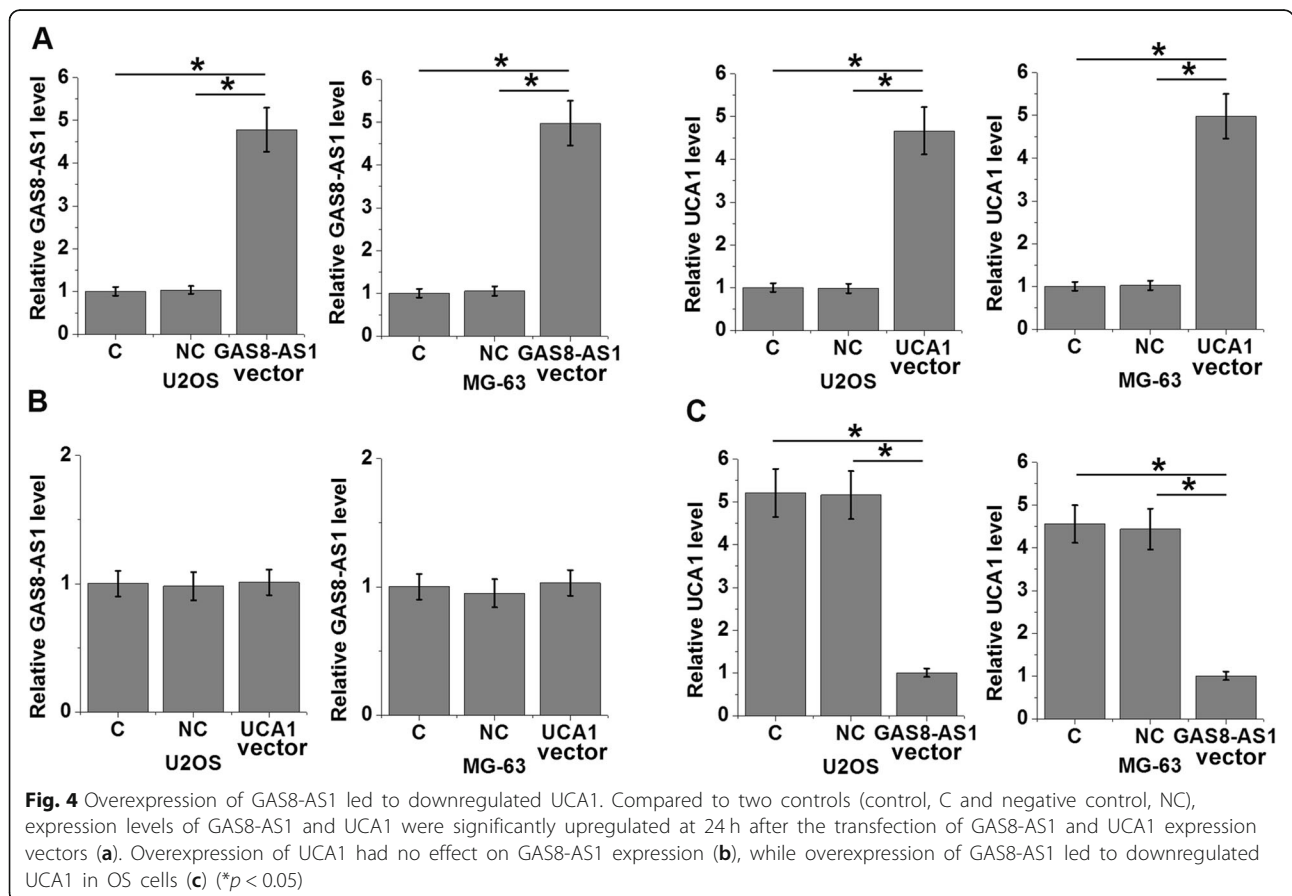 A
* * * *
* * * *
Relative GAS8-AS1 level
6
5
4
3
2
1
0
C NC GAS8-AS1 vector
U2OS
Relative GAS8-AS1 level
6
5
4
3
2
1
0
C NC GAS8-AS1 vector
MG-63
Relative UCA1 level
6
5
4
3
2
1
0
C NC UCA1 vector
U2OS
Relative UCA1 level
6
5
4
3
2
1
0
C NC UCA1 vector
MG-63
B
Relative GAS8-AS1 level
2
1
0
C NC UCA1 vector
U2OS
Relative GAS8-AS1 level
2
1
0
C NC UCA1 vector
MG-63
C
* *
* *
Relative UCA1 level
6
5
4
3
2
1
0
C NC GAS8-AS1 vector
U2OS
Relative UCA1 level
6
5
4
3
2
1
0
C NC GAS8-AS1 vector
MG-63
Fig. 4 Overexpression of GAS8-AS1 led to downregulated UCA1. Compared to two controls (control, C and negative control, NC),
expression levels of GAS8-AS1 and UCA1 were significantly upregulated at 24 h after the transfection of GAS8-AS1 and UCA1 expression
vectors (a). Overexpression of UCA1 had no effect on GAS8-AS1 expression (b), while overexpression of GAS8-AS1 led to downregulated
UCA1 in OS cells (c) (*p < 0.05)